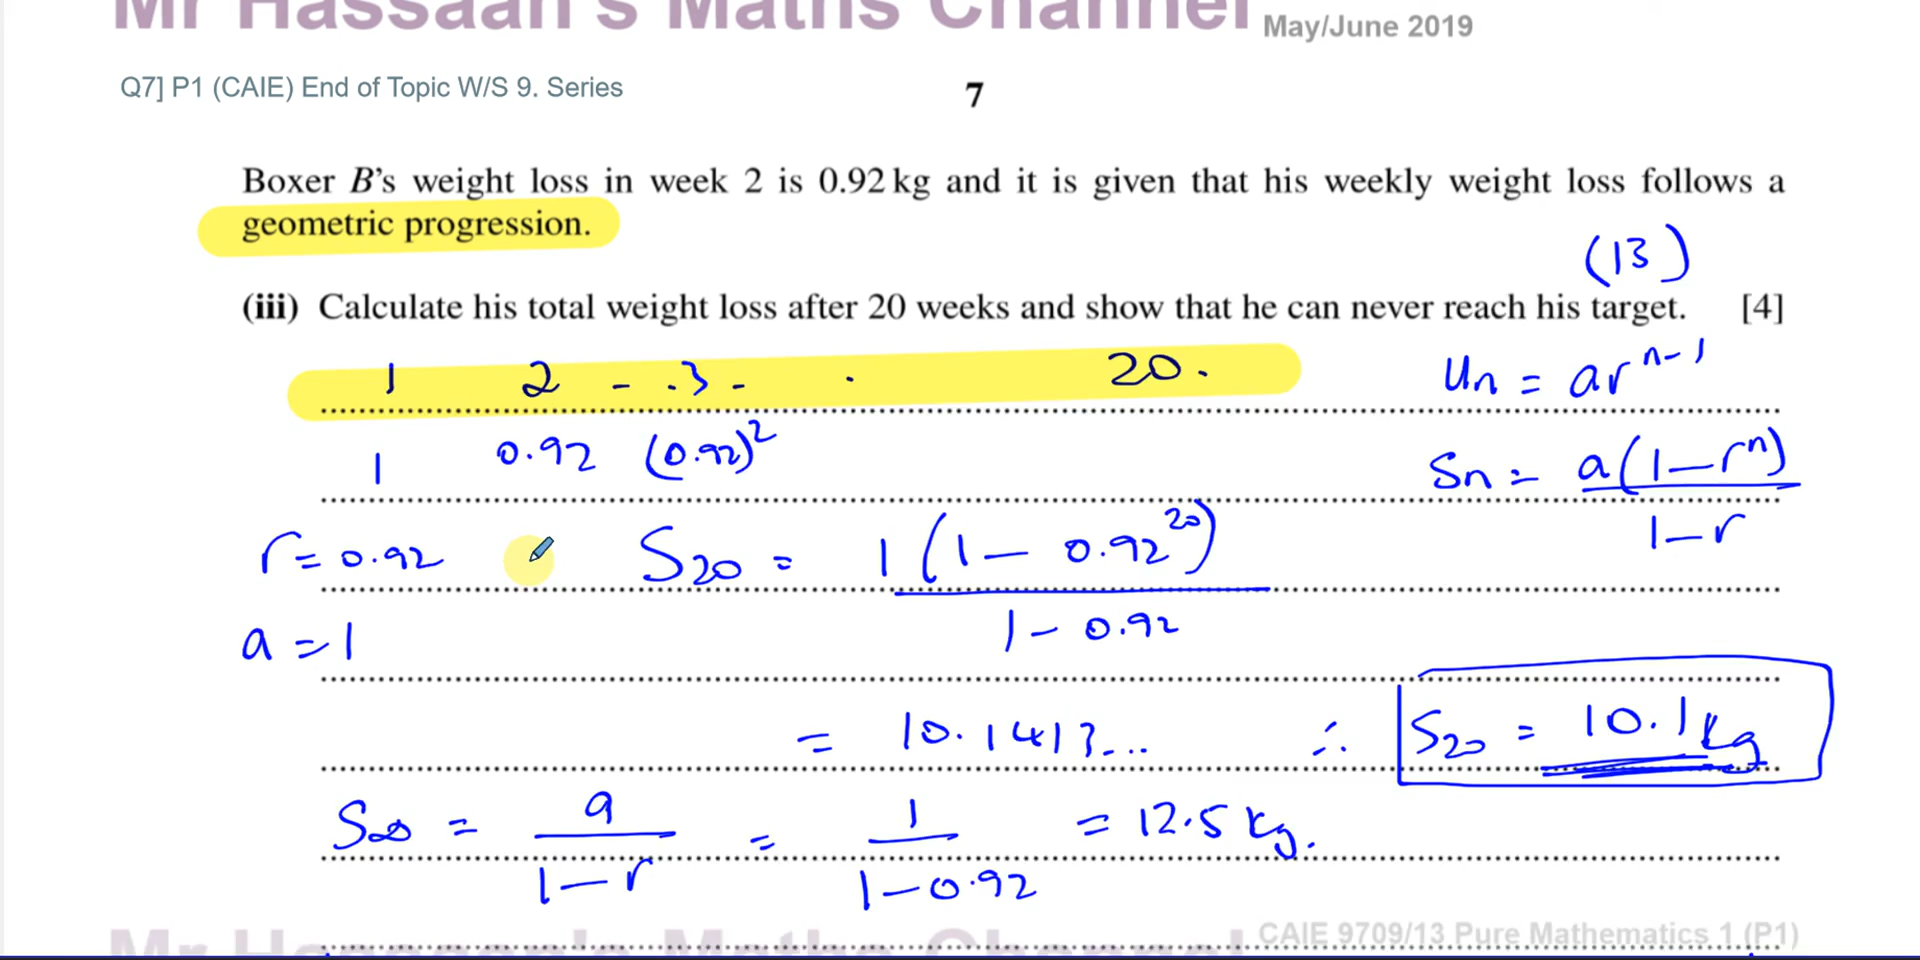 Mr Hassaan's Maths Channel May/June 2019
Q7] P1 (CAIE) End of Topic W/S 9. Series
7
Boxer B's weight loss in week 2 is 0.92 kg and it is given that his weekly weight loss follows a
geometric progression.
(13)
(iii) Calculate his total weight loss after 20 weeks and show that he can never reach his target. [4]
1 2 - . 3 - . 20.
Un = ar^n-1
1 0.92 (0.92)^2
Sn = a(1-r^n) / 1-r
r = 0.92 S20 = 1(1 - 0.92^20) / 1 - 0.92
a = 1
= 10.1413... ∴ S20 = 10.1 kg
S∞ = a / 1-r = 1 / 1-0.92 = 12.5 kg.
CAIE 9709/13 Pure Mathematics 1 (P1)
Mr Hassaan's Maths Channel